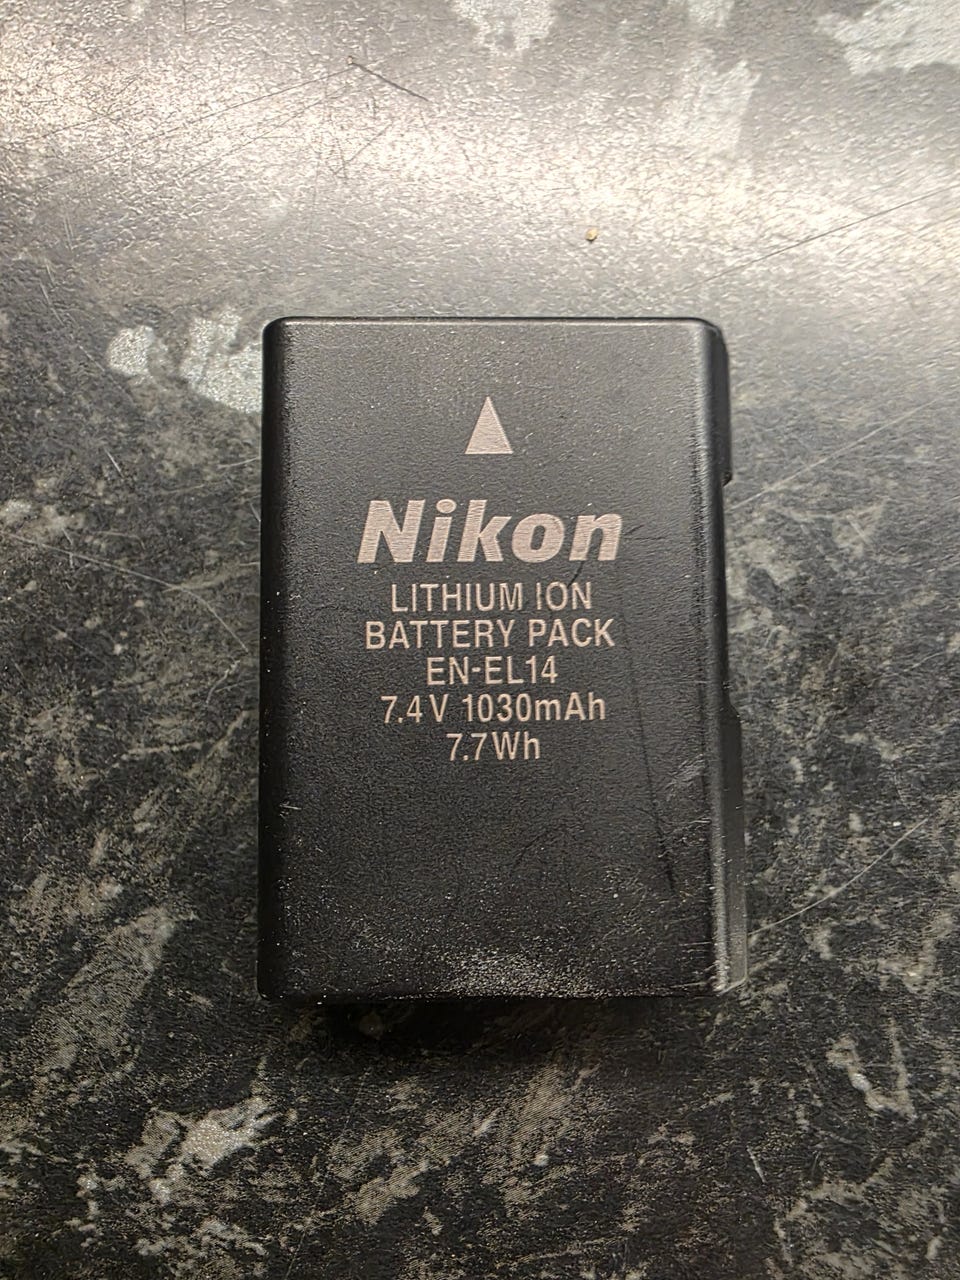 Nikon
LITHIUM ION
BATTERY PACK
EN-EL14
7.4V 1030mAh
7.7Wh